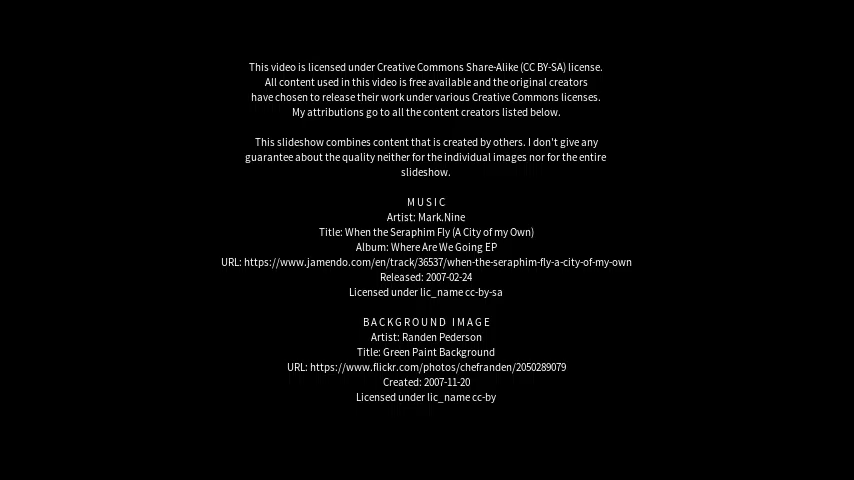 This video is licensed under Creative Commons Share-Alike (CC BY-SA) license.
All content used in this video is free available and the original creators
have chosen to release their work under various Creative Commons licenses.
My attributions go to all the content creators listed below.
This slideshow combines content that is created by others. I don't give any
guarantee about the quality neither for the individual images nor for the entire
slideshow.
MUSIC
Artist: Mark.Nine
Title: When the Seraphim Fly (A City of my Own)
Album: Where Are We Going EP
URL: https://www.jamendo.com/en/track/36537/when-the-seraphim-fly-a-city-of-my-own
Released: 2007-02-24
Licensed under lic_name cc-by-sa
BACKGROUND IMAGE
Artist: Randen Pederson
Title: Green Paint Background
URL: https://www.flickr.com/photos/chefranden/2050289079
Created: 2007-11-20
Licensed under lic_name cc-by